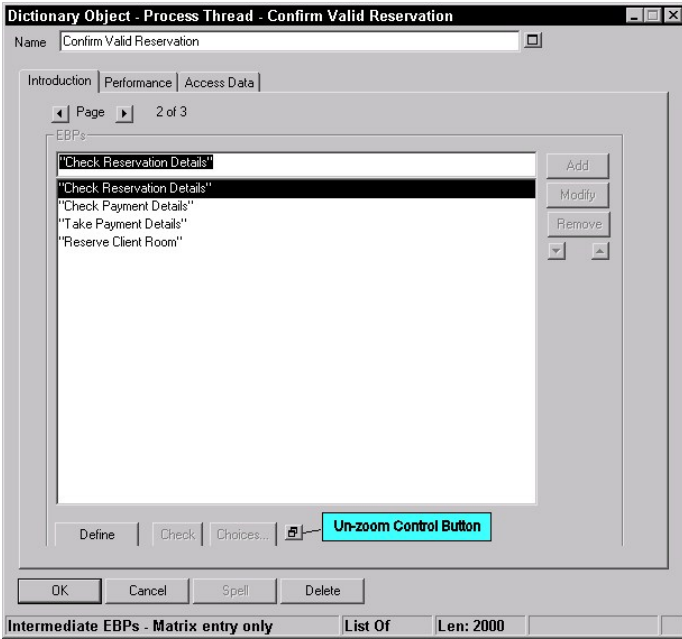 Dictionary Object - Process Thread - Confirm Valid Reservation
Name Confirm Valid Reservation
Introduction Performance Access Data
Page 2 of 3
EBPs
"Check Reservation Details" Add
"Check Reservation Details"
"Check Payment Details" Modify
"Take Payment Details" Remove
"Reserve Client Room"
Define Check Choices... Un-zoom Control Button
OK Cancel Spell Delete
Intermediate EBPs - Matrix entry only List Of Len: 2000